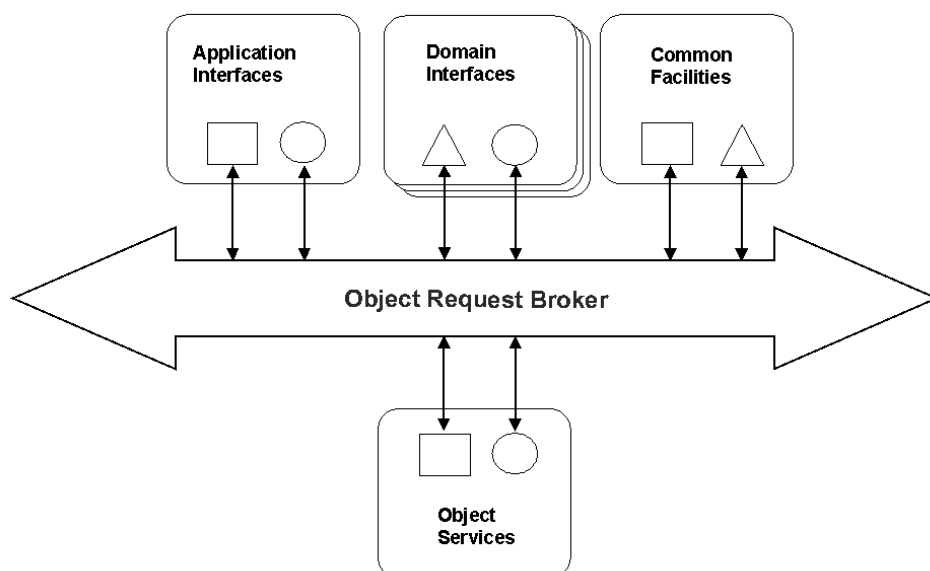 Application
Interfaces
Domain
Interfaces
Common
Facilities
Object Request Broker
Object
Services